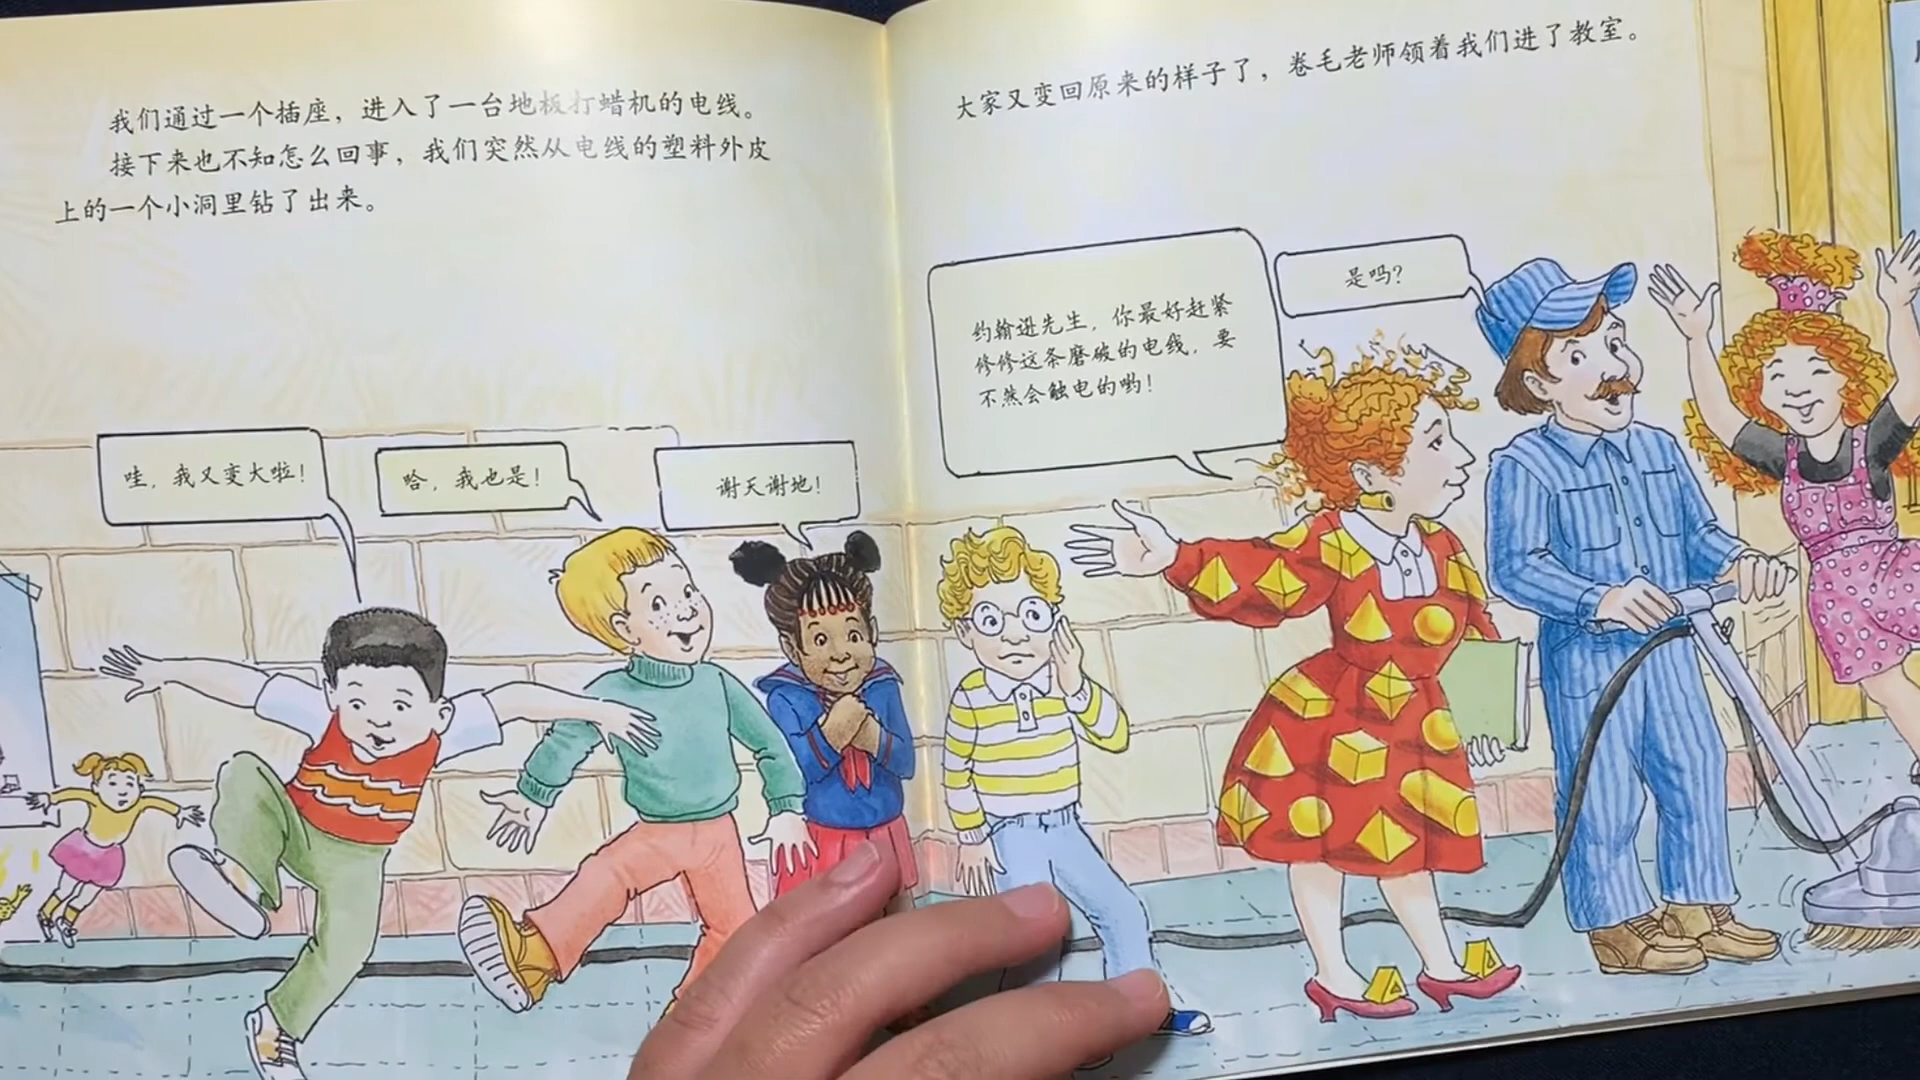 我们通过一个插座，进入了一台地板打蜡机的电线。
接下来也不知怎么回事，我们突然从电线的塑料外皮
上的一个小洞里钻了出来。
哇，我又变大啦！
哈，我也是！
谢天谢地！
大家又变回原来的样子了，卷毛老师领着我们进了教室。
约翰逊先生，你最好赶紧
修修这条磨破的电线，要
不然会触电的哟！
是吗？